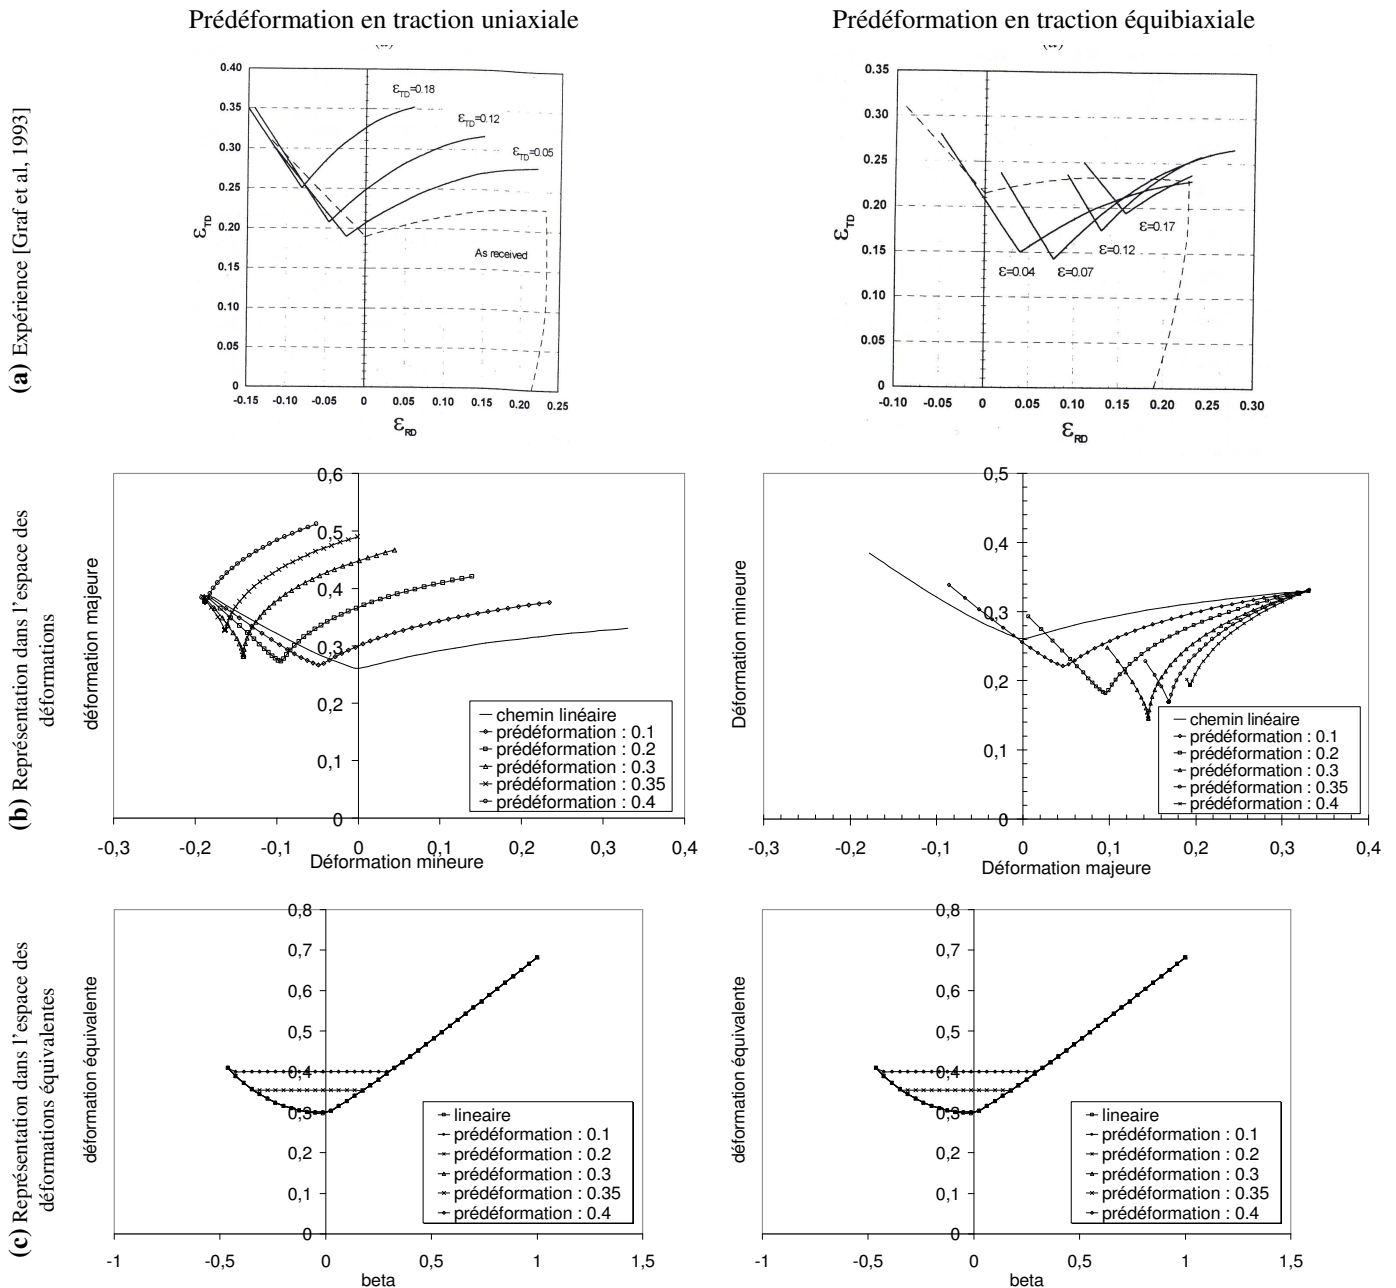 Prédéformation en traction uniaxiale
Prédéformation en traction équibiaxiale
(a) Expérience [Graf et al, 1993]
0.40
0.35
0.30
0.25
0.20
0.15
0.10
0.05
0
-0.15
-0.10
-0.05
0
0.05
0.10
0.15
0.20
0.25
εTD
εRD
εTD=0.18
εTD=0.12
εTD=0.05
As received
0.35
0.30
0.25
0.20
0.15
0.10
0.05
0
-0.10
-0.05
0
0.05
0.10
0.15
0.20
0.25
0.30
εTD
εRD
ε=0.17
ε=0.12
ε=0.04
ε=0.07
(b) Représentation dans l'espace des
déformations
déformation majeure
0,6
0,5
0,4
0,3
0,2
0,1
0
-0,3
-0,2
-0,1
0
0,1
0,2
0,3
0,4
Déformation mineure
chemin linéaire
prédéformation : 0.1
prédéformation : 0.2
prédéformation : 0.3
prédéformation : 0.35
prédéformation : 0.4
Déformation mineure
0,5
0,4
0,3
0,2
0,1
0
-0,3
-0,2
-0,1
0
0,1
0,2
0,3
0,4
Déformation majeure
chemin linéaire
prédéformation : 0.1
prédéformation : 0.2
prédéformation : 0.3
prédéformation : 0.35
prédéformation : 0.4
(c) Représentation dans l'espace des
déformations équivalentes
déformation équivalente
0,8
0,7
0,6
0,5
0,4
0,3
0,2
0,1
0
-1
-0,5
0
0,5
1
1,5
beta
lineaire
prédéformation : 0.1
prédéformation : 0.2
prédéformation : 0.3
prédéformation : 0.35
prédéformation : 0.4
déformation équivalente
0,8
0,7
0,6
0,5
0,4
0,3
0,2
0,1
0
-1
-0,5
0
0,5
1
1,5
beta
lineaire
prédéformation : 0.1
prédéformation : 0.2
prédéformation : 0.3
prédéformation : 0.35
prédéformation : 0.4